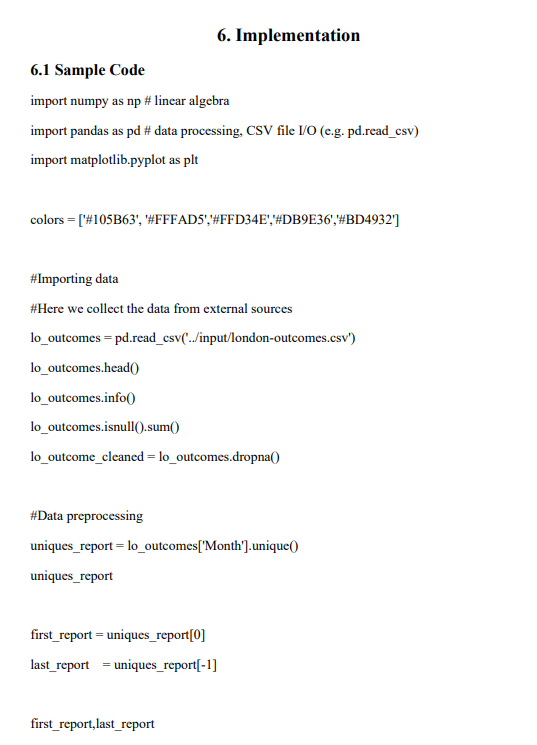 6. Implementation
6.1 Sample Code
import numpy as np # linear algebra
import pandas as pd # data processing, CSV file I/O (e.g. pd.read_csv)
import matplotlib.pyplot as plt
colors = ['#105B63', '#FFFAD5','#FFD34E','#DB9E36','#BD4932']
#Importing data
#Here we collect the data from external sources
lo_outcomes = pd.read_csv('../input/london-outcomes.csv')
lo_outcomes.head()
lo_outcomes.info()
lo_outcomes.isnull().sum()
lo_outcome_cleaned = lo_outcomes.dropna()
#Data preprocessing
uniques_report = lo_outcomes['Month'].unique()
uniques_report
first_report = uniques_report[0]
last_report   = uniques_report[-1]
first_report,last_report